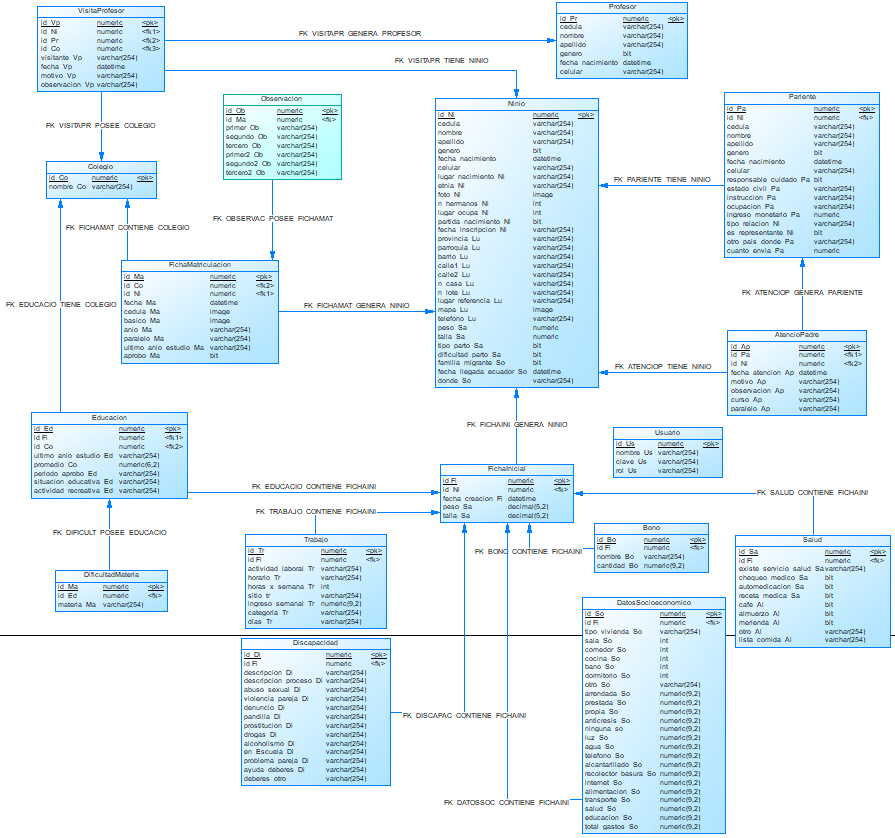 VisitaProfesor
id_Vp numeric <pk>
id_Ni numeric <fk1>
id_Pr numeric <fk2>
id_Co numeric <fk3>
visitante_Vp varchar(254)
fecha_Vp datetime
motivo_Vp varchar(254)
observacion_Vp varchar(254)
FK_VISITAPR_GENERA_PROFESOR
Profesor
id_Pr numeric <pk>
cedula varchar(254)
nombre varchar(254)
apellido varchar(254)
genero bit
fecha_nacimiento datetime
celular varchar(254)
FK_VISITAPR_TIENE_NINIO
FK_VISITAPR_POSEE_COLEGIO
Observacion
id_Ob numeric <pk>
id_Ma numeric <fk>
primer_Ob varchar(254)
segundo_Ob varchar(254)
tercero_Ob varchar(254)
primer2_Ob varchar(254)
segundo2_Ob varchar(254)
tercero2_Ob varchar(254)
Ninio
id_Ni numeric <pk>
cedula varchar(254)
nombre varchar(254)
apellido varchar(254)
genero bit
fecha_nacimiento datetime
celular varchar(254)
lugar_nacimiento_Ni varchar(254)
etnia_Ni varchar(254)
foto_Ni image
n_hermanos_Ni int
lugar_ocupa_Ni int
partida_nacimiento_Ni bit
fecha_inscripcion_Ni varchar(254)
provincia_Lu varchar(254)
parroquia_Lu varchar(254)
barrio_Lu varchar(254)
calle1_Lu varchar(254)
calle2_Lu varchar(254)
n_casa_Lu varchar(254)
n_lote_Lu varchar(254)
lugar_referencia_Lu varchar(254)
mapa_Lu image
telefono_Lu varchar(254)
peso_Sa numeric
talla_Sa numeric
tipo_parto_Sa bit
dificultad_parto_Sa bit
familia_migrante_So bit
fecha_llegada_ecuador_So datetime
donde_So varchar(254)
Pariente
id_Pa numeric <pk>
id_Ni numeric <fk>
cedula varchar(254)
nombre varchar(254)
apellido varchar(254)
genero bit
fecha_nacimiento datetime
celular varchar(254)
responsable_cuidado_Pa bit
estado_civil_Pa varchar(254)
instruccion_Pa varchar(254)
ocupacion_Pa varchar(254)
ingreso_monetario_Pa numeric
tipo_relacion_Ni varchar(254)
es_representante_Ni bit
otro_pais_donde_Pa varchar(254)
cuanto_envia_Pa numeric
FK_PARIENTE_TIENE_NINIO
Colegio
id_Co numeric <pk>
nombre_Co varchar(254)
FK_FICHAMAT_CONTIENE_COLEGIO
FK_OBSERVAC_POSEE_FICHAMAT
FichaMatriculacion
id_Ma numeric <pk>
id_Co numeric <fk2>
id_Ni numeric <fk1>
fecha_Ma datetime
cedula_Ma image
basico_Ma image
anio_Ma varchar(254)
paralelo_Ma varchar(254)
ultimo_anio_estudio_Ma varchar(254)
aprobo_Ma bit
FK_FICHAMAT_GENERA_NINIO
FK_EDUCACIO_TIENE_COLEGIO
FK_ATENCIOP_GENERA_PARIENTE
AtencioPadre
id_Ap numeric <pk>
id_Pa numeric <fk1>
id_Ni numeric <fk2>
fecha_atencion_Ap datetime
motivo_Ap varchar(254)
observacion_Ap varchar(254)
curso_Ap varchar(254)
paralelo_Ap varchar(254)
FK_ATENCIOP_TIENE_NINIO
Educacion
id_Ed numeric <pk>
id Fi numeric <fk1>
id_Co numeric <fk2>
ultimo_anio_estudio_Ed varchar(254)
promedio_Co numeric(6,2)
periodo_aprobo_Ed varchar(254)
situacion_educativa_Ed varchar(254)
actividad_recreativa_Ed varchar(254)
FK_FICHAINI_GENERA_NINIO
Usuario
id_Us numeric <pk>
nombre_Us varchar(254)
clave_Us varchar(254)
rol_Us varchar(254)
FichaInicial
id Fi numeric <pk>
id_Ni numeric <fk>
fecha_creacion_Fi datetime
peso_Sa decimal(5,2)
talla_Sa decimal(5,2)
FK_EDUCACIO_CONTIENE_FICHAINI
FK_TRABAJO_CONTIENE_FICHAINI
FK_SALUD_CONTIENE_FICHAINI
FK_DIFICULT_POSEE_EDUCACIO
DificultadMateria
id_Ma numeric <pk>
id_Ed numeric <fk>
materia_Ma varchar(254)
Trabajo
id_Tr numeric <pk>
id Fi numeric <fk>
actividad_laboral_Tr varchar(254)
horario_Tr varchar(254)
horas_x_semana_Tr int
sitio_tr varchar(254)
ingreso_semanal_Tr numeric(9,2)
categoria_Tr varchar(254)
dias_Tr varchar(254)
FK_BONO_CONTIENE_FICHAINI
Bono
id_Bo numeric <pk>
id Fi numeric <fk>
nombre_Bo varchar(254)
cantidad_Bo numeric(9,2)
Salud
id_Sa numeric <pk>
id Fi numeric <fk>
existe_servicio_salud_Sa varchar(254)
chequeo_medico_Sa bit
automedicacion_Sa bit
receta_medica_Sa bit
cafe_Al bit
almuerzo_Al bit
merienda_Al bit
otro_Al varchar(254)
lista_comida_Al varchar(254)
Discapacidad
id_Di numeric <pk>
id Fi numeric <fk>
descripcion_Di varchar(254)
descripcion_proceso_Di varchar(254)
abuso_sexual_Di varchar(254)
violencia_pareja_Di varchar(254)
denuncio_Di varchar(254)
pandilla_Di varchar(254)
prostitucion_Di varchar(254)
drogas_Di varchar(254)
alcoholismo_Di varchar(254)
en_Escuela_Di varchar(254)
problema_pareja_Di varchar(254)
ayuda_deberes_Di varchar(254)
deberes_otro varchar(254)
FK_DISCAPAC_CONTIENE_FICHAINI
DatosSocioeconomico
id_So numeric <pk>
id Fi numeric <fk>
tipo_vivienda_So varchar(254)
sala_So int
comedor_So int
cocina_So int
bano_So int
dormitorio_So int
otro_So varchar(254)
arrendada_So numeric(9,2)
prestada_So numeric(9,2)
propia_So numeric(9,2)
anticresis_So numeric(9,2)
ninguna_so numeric(9,2)
luz_So numeric(9,2)
agua_So numeric(9,2)
telefono_So numeric(9,2)
alcantarillado_So numeric(9,2)
recolector_basura_So numeric(9,2)
internet_So numeric(9,2)
alimentacion_So numeric(9,2)
transporte_So numeric(9,2)
salud_So numeric(9,2)
educacion_So numeric(9,2)
total_gastos_So numeric(9,2)
FK_DATOSSOC_CONTIENE_FICHAINI